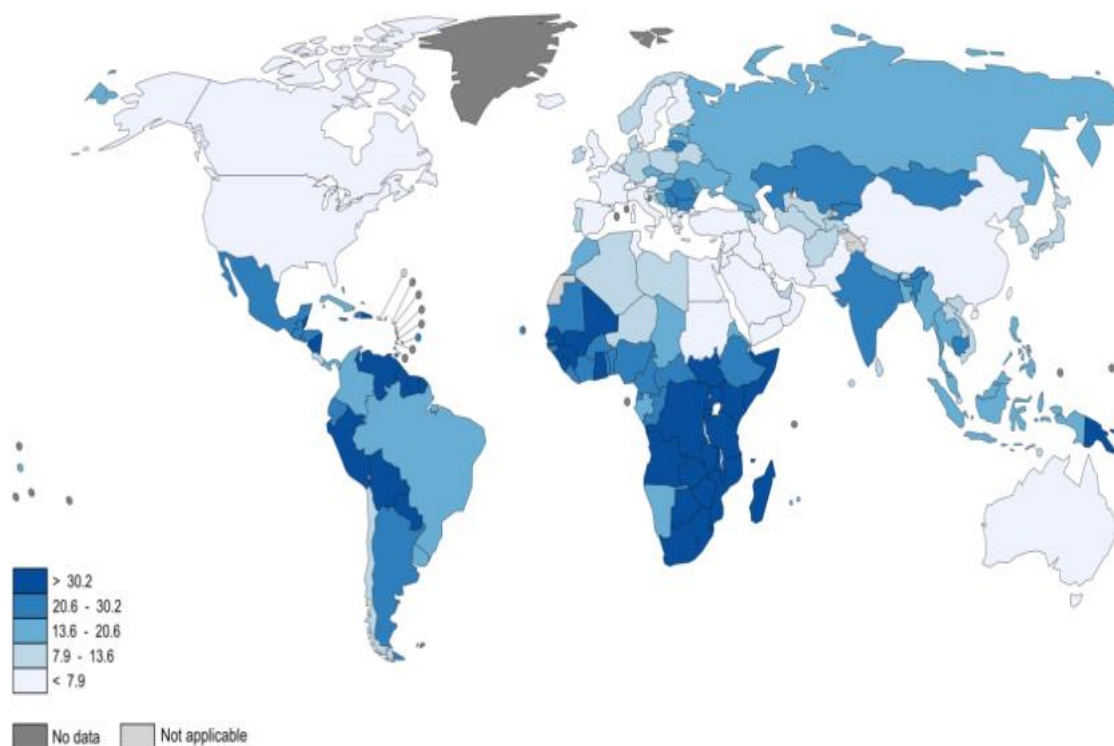 > 30.2
20.6 - 30.2
13.6 - 20.6
7.9 - 13.6
< 7.9
No data
Not applicable